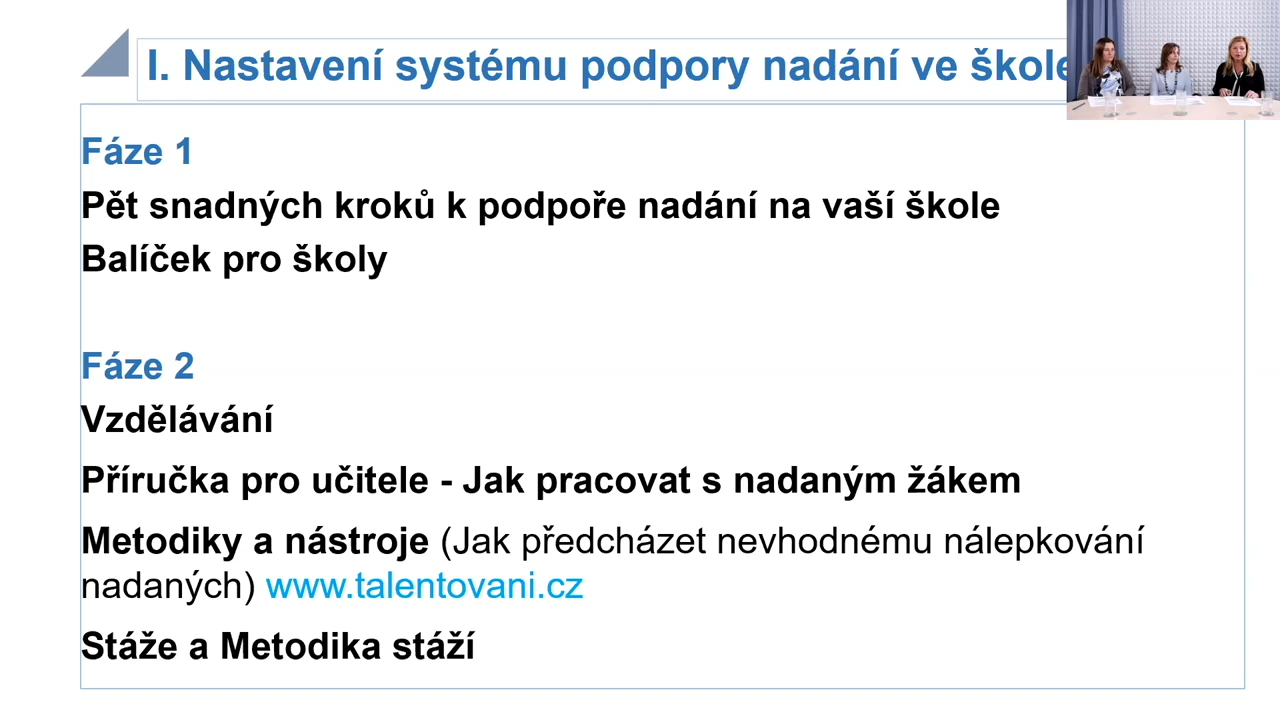 I. Nastavení systému podpory nadání ve škole
Fáze 1
Pět snadných kroků k podpoře nadání na vaší škole
Balíček pro školy
Fáze 2
Vzdělávání
Příručka pro učitele - Jak pracovat s nadaným žákem
Metodiky a nástroje (Jak předcházet nevhodnému nálepkování
nadaných) www.talentovani.cz
Stáže a Metodika stáží